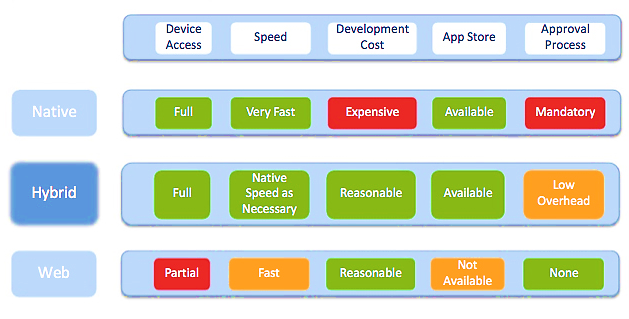 Device Access
Speed
Development Cost
App Store
Approval Process
Native
Full
Very Fast
Expensive
Available
Mandatory
Hybrid
Full
Native Speed as Necessary
Reasonable
Available
Low Overhead
Web
Partial
Fast
Reasonable
Not Available
None